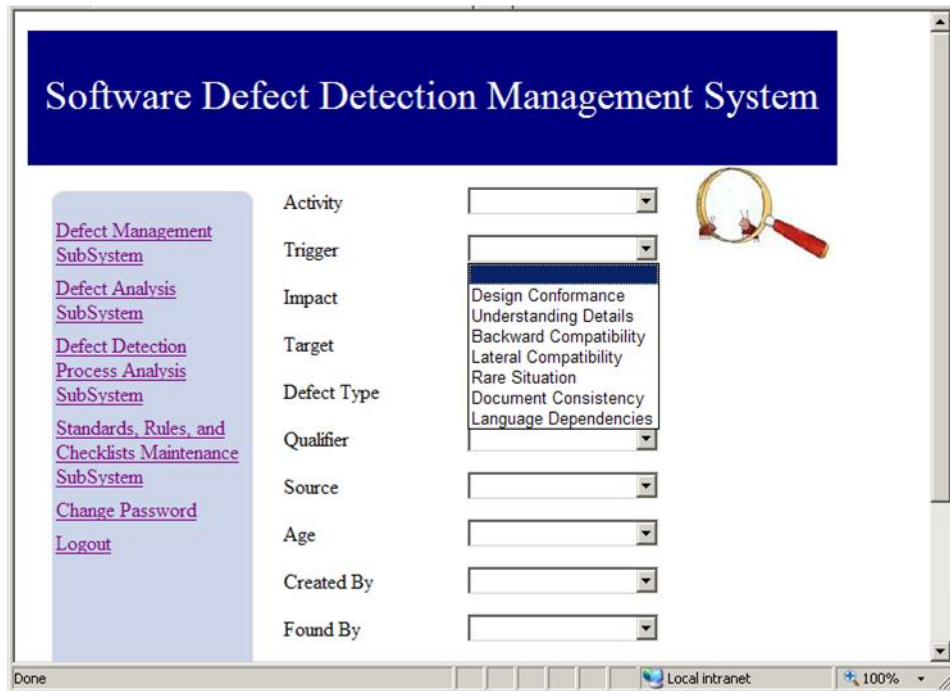 Software Defect Detection Management System
Defect Management
SubSystem
Defect Analysis
SubSystem
Defect Detection
Process Analysis
SubSystem
Standards, Rules, and
Checklists Maintenance
SubSystem
Change Password
Logout
Activity
Trigger
Design Conformance
Understanding Details
Backward Compatibility
Lateral Compatibility
Rare Situation
Document Consistency
Language Dependencies
Impact
Target
Defect Type
Qualifier
Source
Age
Created By
Found By
Done
Local intranet
100%